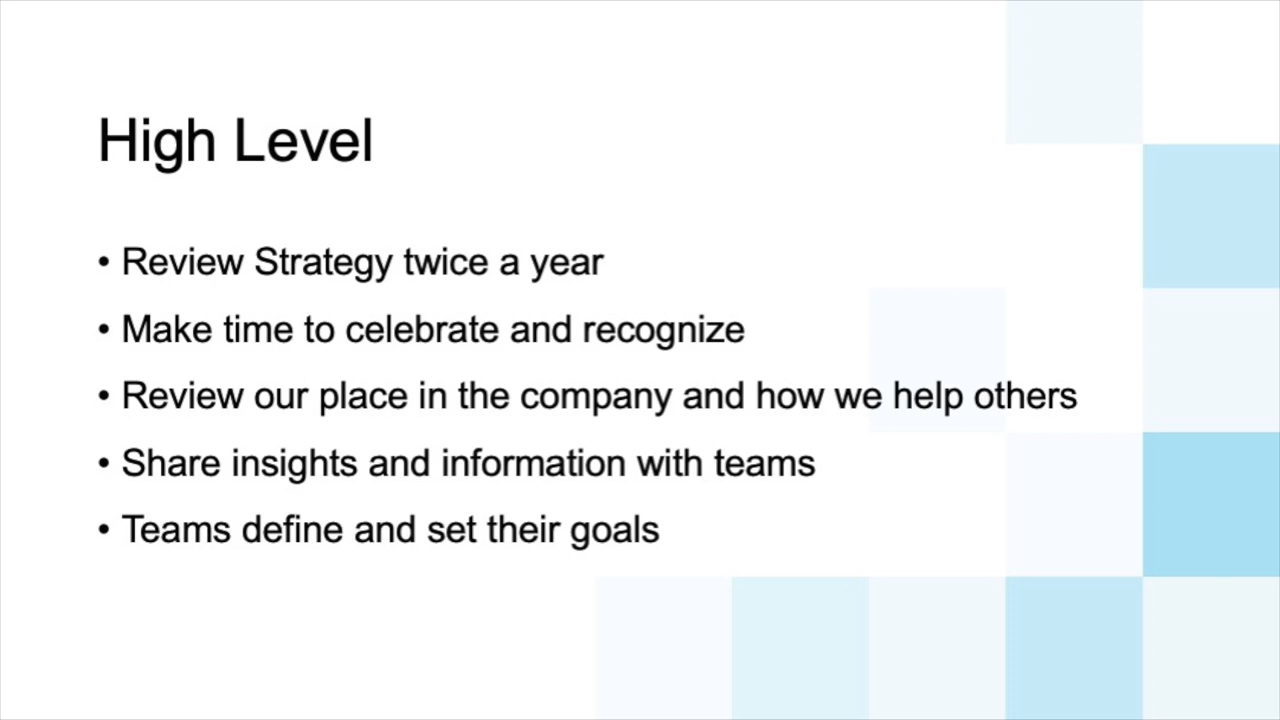 High Level
• Review Strategy twice a year
• Make time to celebrate and recognize
• Review our place in the company and how we help others
• Share insights and information with teams
• Teams define and set their goals